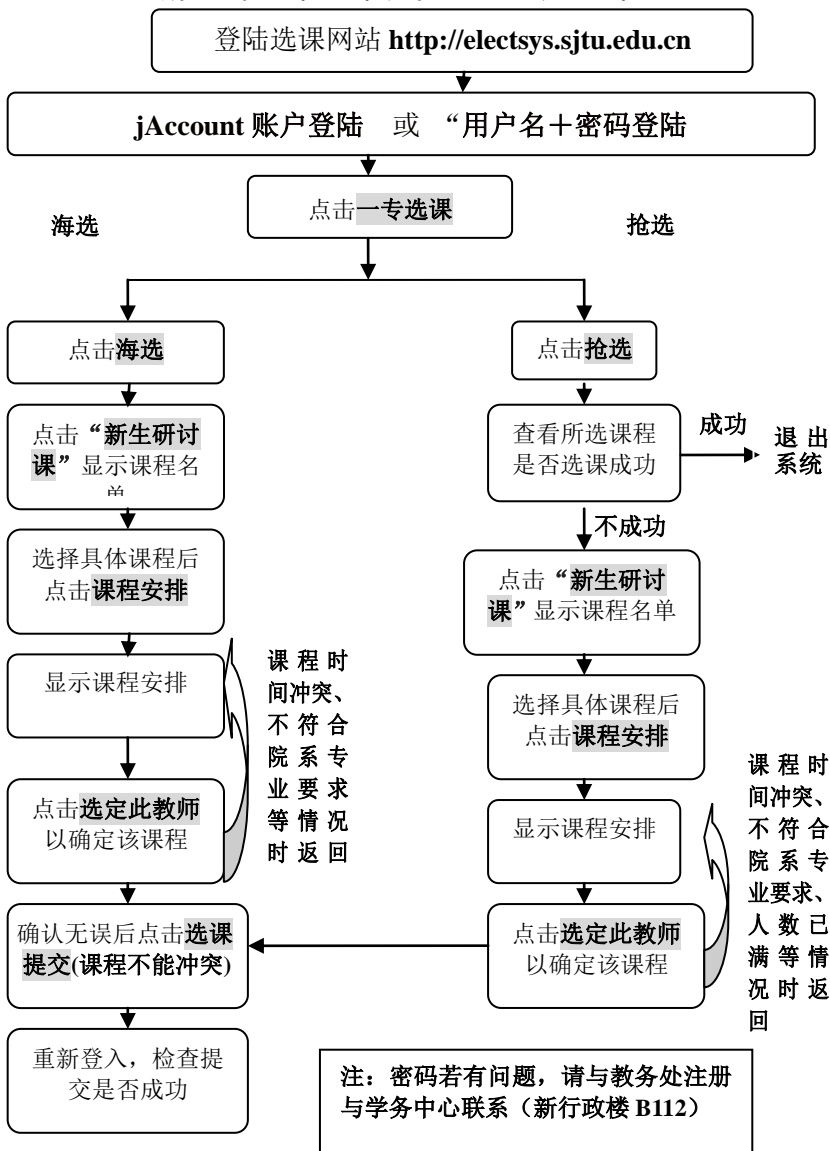 登陆选课网站 http://electsys.sjtu.edu.cn
jAccount 账户登陆 或 “用户名＋密码登陆
点击一专选课
海选
抢选
点击海选
点击“新生研讨
课”显示课程名
单
选择具体课程后
点击课程安排
显示课程安排
课程时
间冲突、
不符合
院系专
业要求
等情况
时返回
点击选定此教师
以确定该课程
确认无误后点击选课
提交(课程不能冲突)
重新登入，检查提
交是否成功
点击抢选
查看所选课程
是否选课成功
成功
退出
系统
不成功
点击“新生研讨
课”显示课程名单
选择具体课程后
点击课程安排
显示课程安排
课程时
间冲突、
不符合
院系专
业要求、
人数已
满等情
况时返
回
点击选定此教师
以确定该课程
注：密码若有问题，请与教务处注册
与学务中心联系（新行政楼 B112）